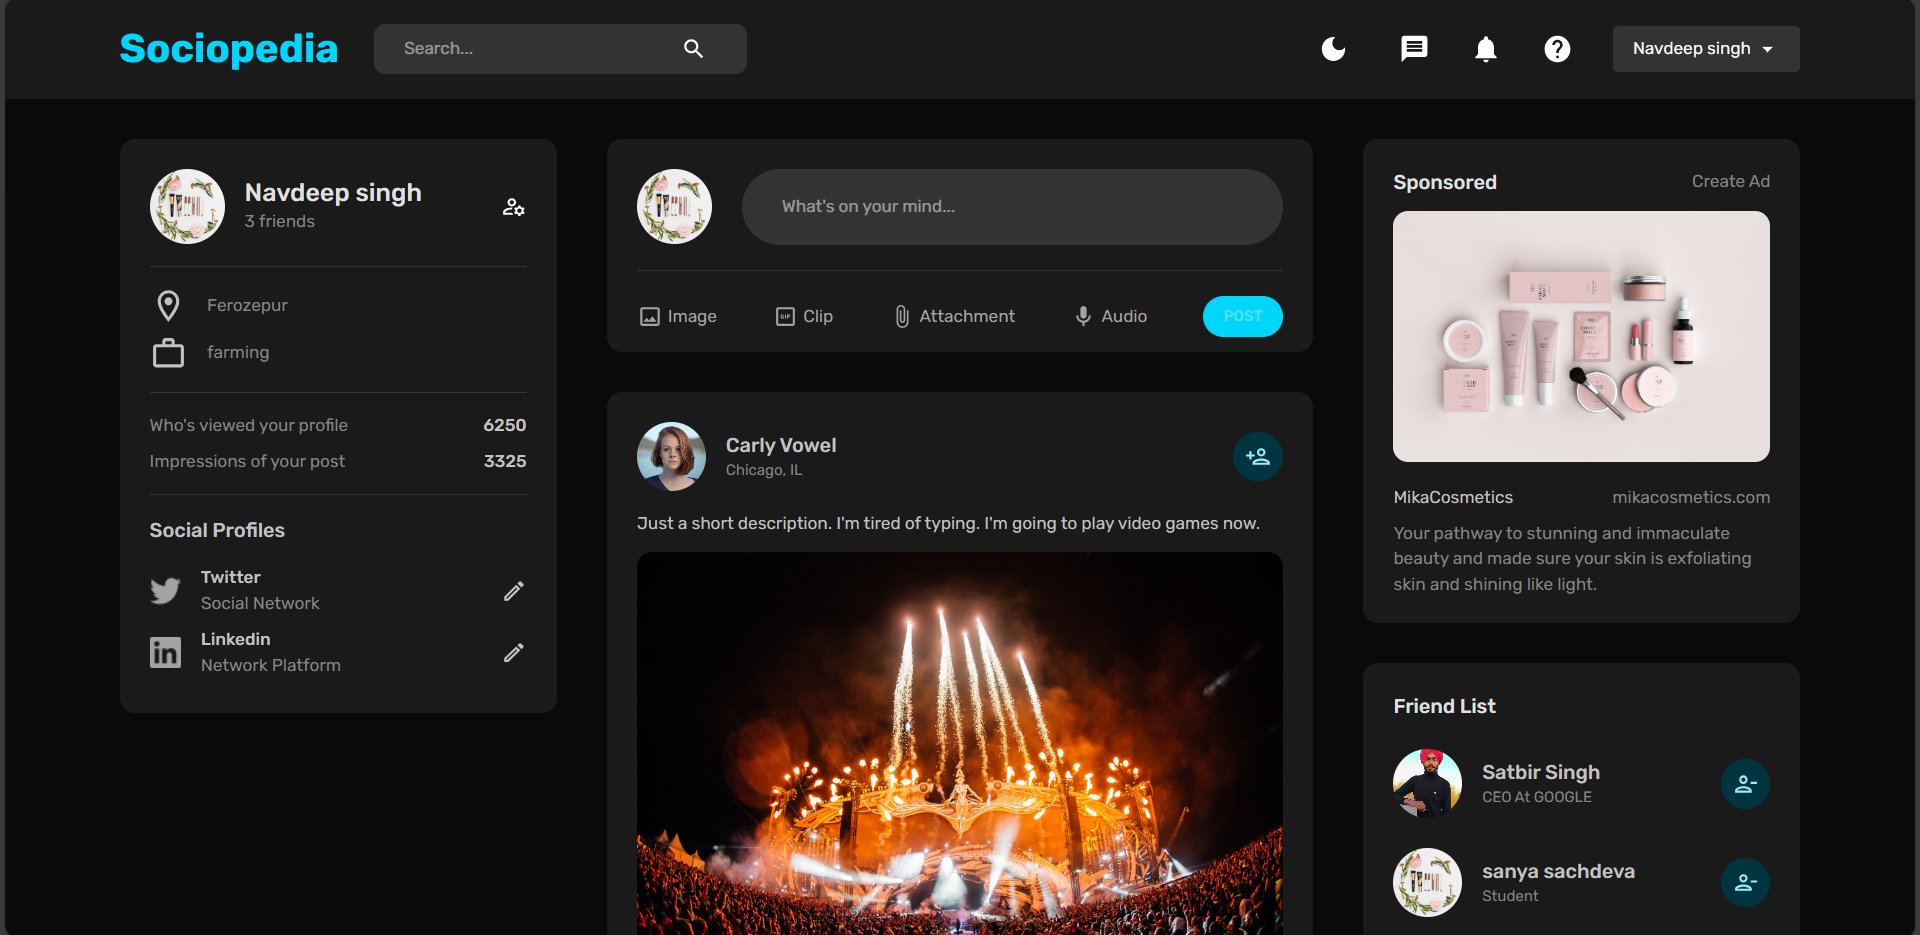 Sociopedia
Search...
Navdeep singh
Navdeep singh
3 friends
Ferozepur
farming
Who's viewed your profile 6250
Impressions of your post 3325
Social Profiles
Twitter
Social Network
Linkedin
Network Platform
What's on your mind...
Image
GIF Clip
Attachment
Audio
POST
Carly Vowel
Chicago, IL
Just a short description. I'm tired of typing. I'm going to play video games now.
Sponsored
Create Ad
MikaCosmetics
mikacosmetics.com
Your pathway to stunning and immaculate
beauty and made sure your skin is exfoliating
skin and shining like light.
Friend List
Satbir Singh
CEO At GOOGLE
sanya sachdeva
Student